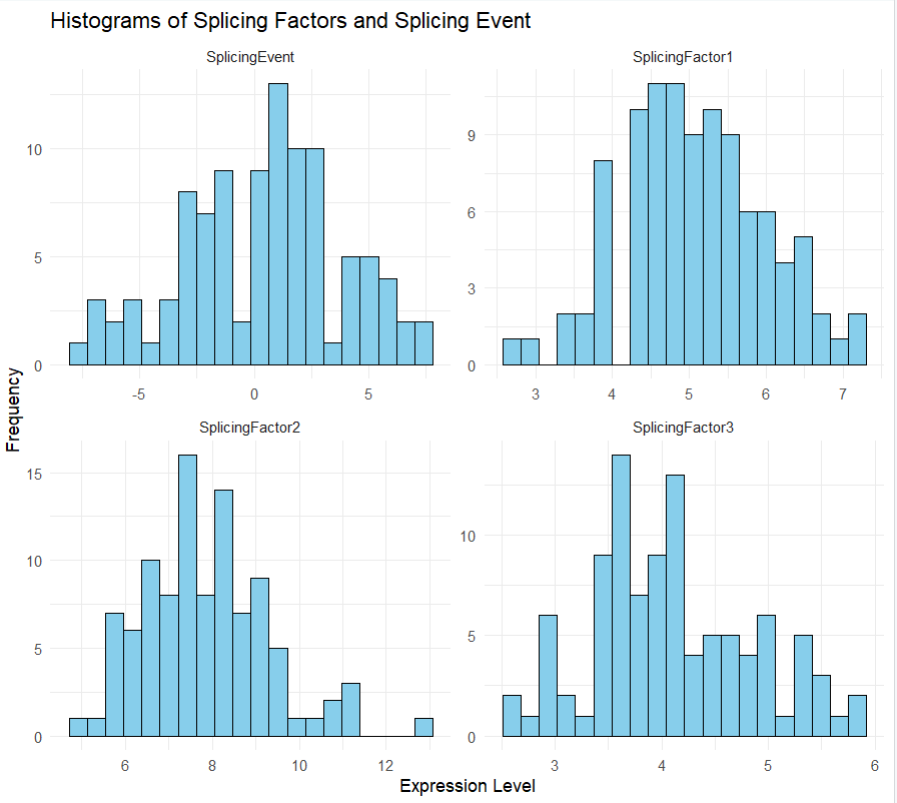 Histograms of Splicing Factors and Splicing Event
SplicingEvent
SplicingFactor1
10
5
0
-5 0 5
9
6
3
0
3 4 5 6 7
Frequency
SplicingFactor2
SplicingFactor3
15
10
5
0
6 8 10 12
10
5
0
3 4 5 6
Expression Level